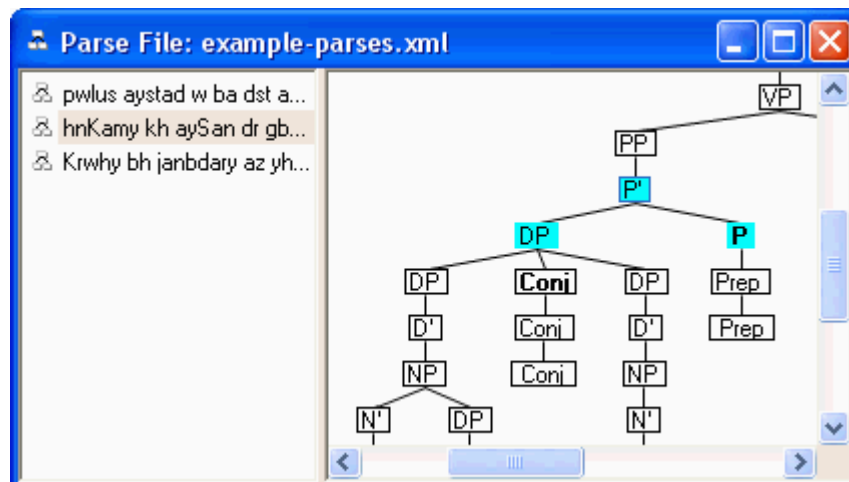 Parse File: example-parses.xml
pwlus aystad w ba dst a...
hnKamy kh aySan dr gb...
Krwhy bh janbdary az yh...
VP
PP
P'
DP P
DP Conj DP Prep
D' Conj D' Prep
NP Conj NP
N' DP N'